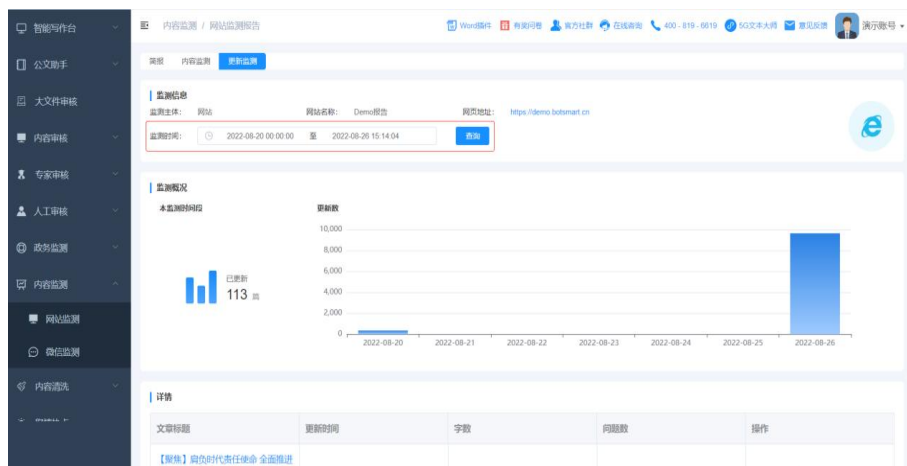 智能写作台
公文助手
大文件审核
内容审核
专家审核
人工审核
政务监测
内容监测
网站监测
微信监测
内容清洗
内容监测 / 网站监测报告
Word插件 有奖问卷 官方社群 在线咨询 400 - 819 - 6619 5G文本大师 意见反馈 演示账号
简报 内容监测 更新监测
监测信息
监测主体: 网站 网站名称: Demo报告 网页地址: https://demo.botsmart.cn
监测时间: 2022-08-20 00:00:00 至 2022-08-26 15:14:04 查询
监测概况
本监测时间段 更新数
已更新
113 篇
10,000
8,000
6,000
4,000
2,000
0
2022-08-20 2022-08-21 2022-08-22 2022-08-23 2022-08-24 2022-08-25 2022-08-26
详情
文章标题 更新时间 字数 问题数 操作
【聚焦】肩负时代责任使命 全面推进